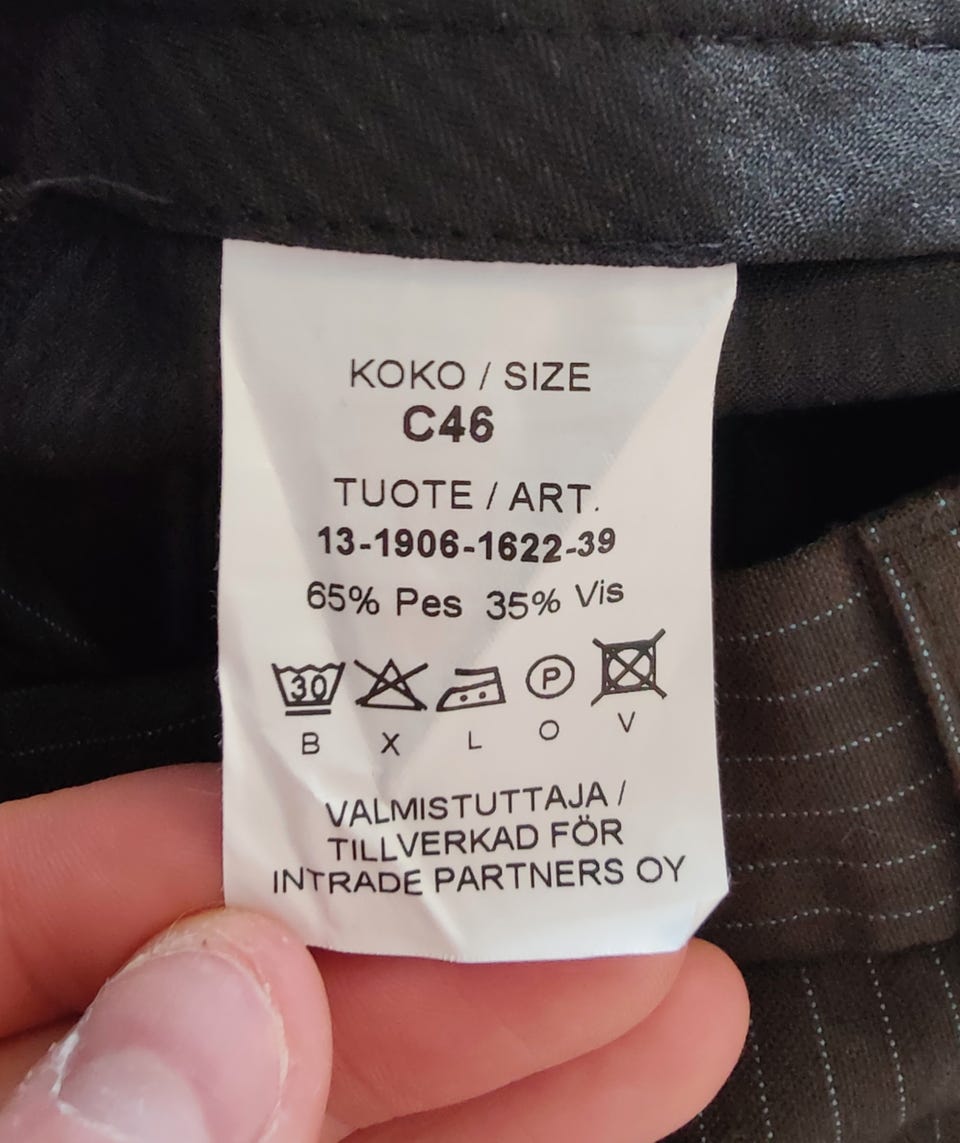 KOKO / SIZE
C46
TUOTE / ART.
13-1906-1622-39
65% Pes 35% Vis
30 P
B X L O V
VALMISTUTTAJA /
TILLVERKAD FÖR
INTRADE PARTNERS OY